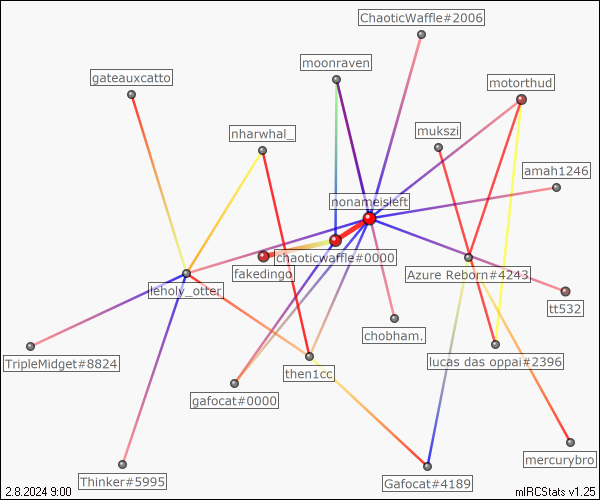 ChaoticWaffle#2006
moonraven
gateauxcatto
motorthud
mukszi
nharwhal_
amah1246
nonameisleft
chaoticwaffle#0000
fakedingo
Azure Reborn#4243
leholy_otter
tt532
chobham.
TripleMidget#8824
lucas das oppai#2396
then1cc
gafocat#0000
mercurybro
Thinker#5995
Gafocat#4189
2.8.2024 9:00
mIRCStats v1.25